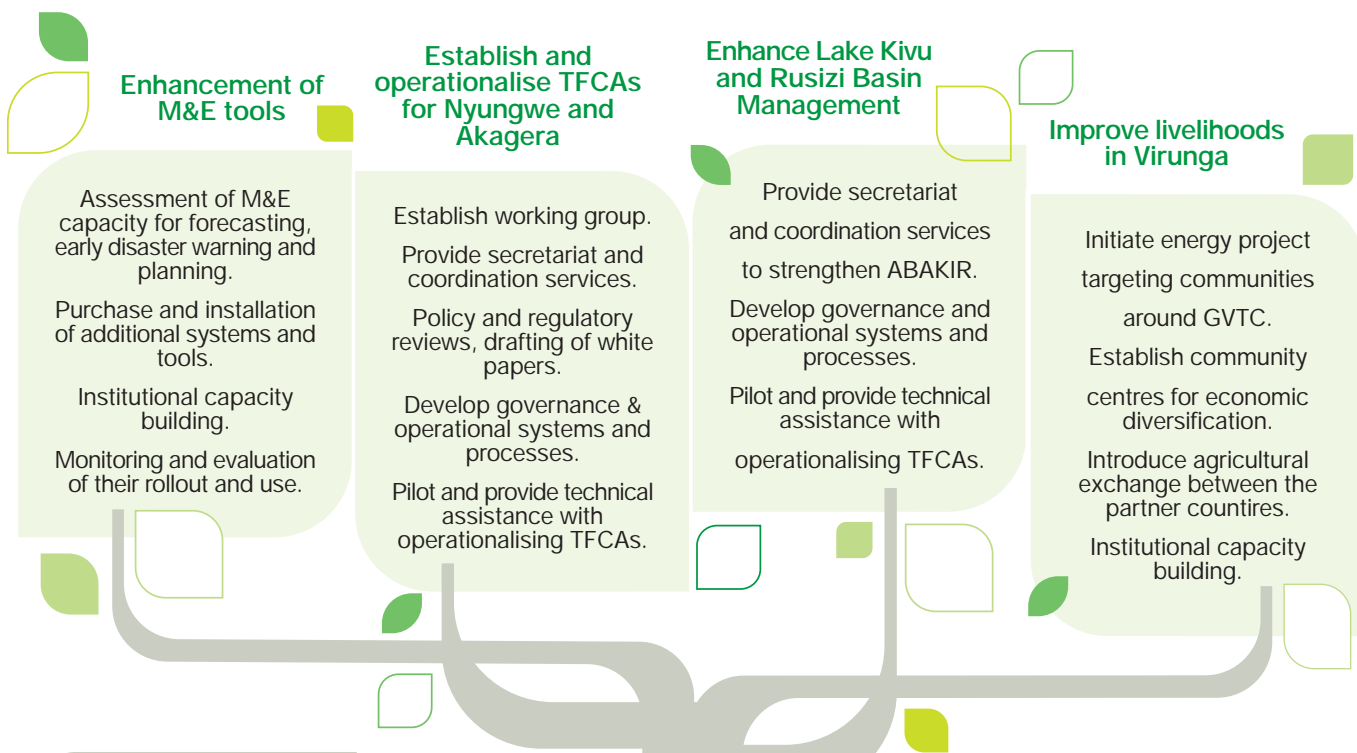 Enhancement of
M&E tools
Assessment of M&E
capacity for forecasting,
early disaster warning and
planning.
Purchase and installation
of additional systems and
tools.
Institutional capacity
building.
Monitoring and evaluation
of their rollout and use.
Establish and
operationalise TFCAs
for Nyungwe and
Akagera
Establish working group.
Provide secretariat and
coordination services.
Policy and regulatory
reviews, drafting of white
papers.
Develop governance &
operational systems and
processes.
Pilot and provide technical
assistance with
operationalising TFCAs.
Enhance Lake Kivu
and Rusizi Basin
Management
Provide secretariat
and coordination services
to strengthen ABAKIR.
Develop governance and
operational systems and
processes.
Pilot and provide technical
assistance with
operationalising TFCAs.
Improve livelihoods
in Virunga
Initiate energy project
targeting communities
around GVTC.
Establish community
centres for economic
diversification.
Introduce agricultural
exchange between the
partner countires.
Institutional capacity
building.